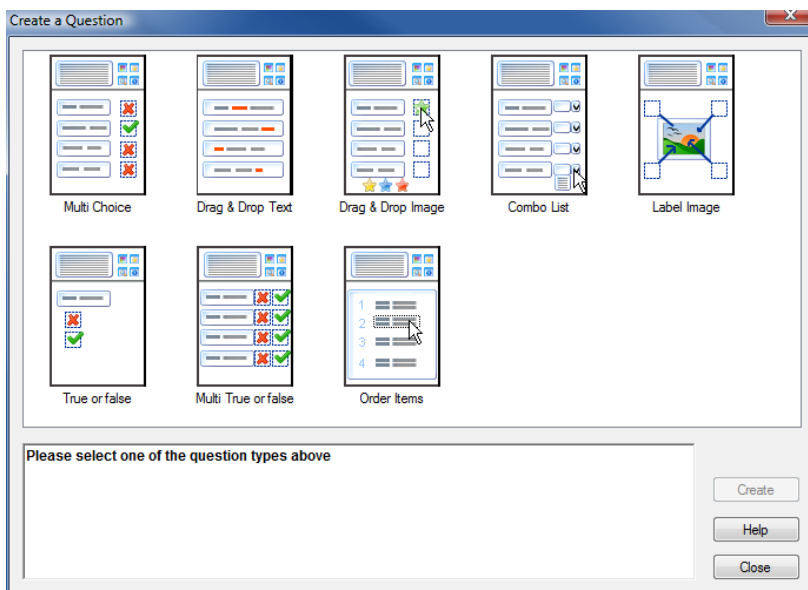 Create a Question
Multi Choice
Drag & Drop Text
Drag & Drop Image
Combo List
Label Image
True or false
Multi True or false
1
2
3
4
Order Items
Please select one of the question types above
Create
Help
Close